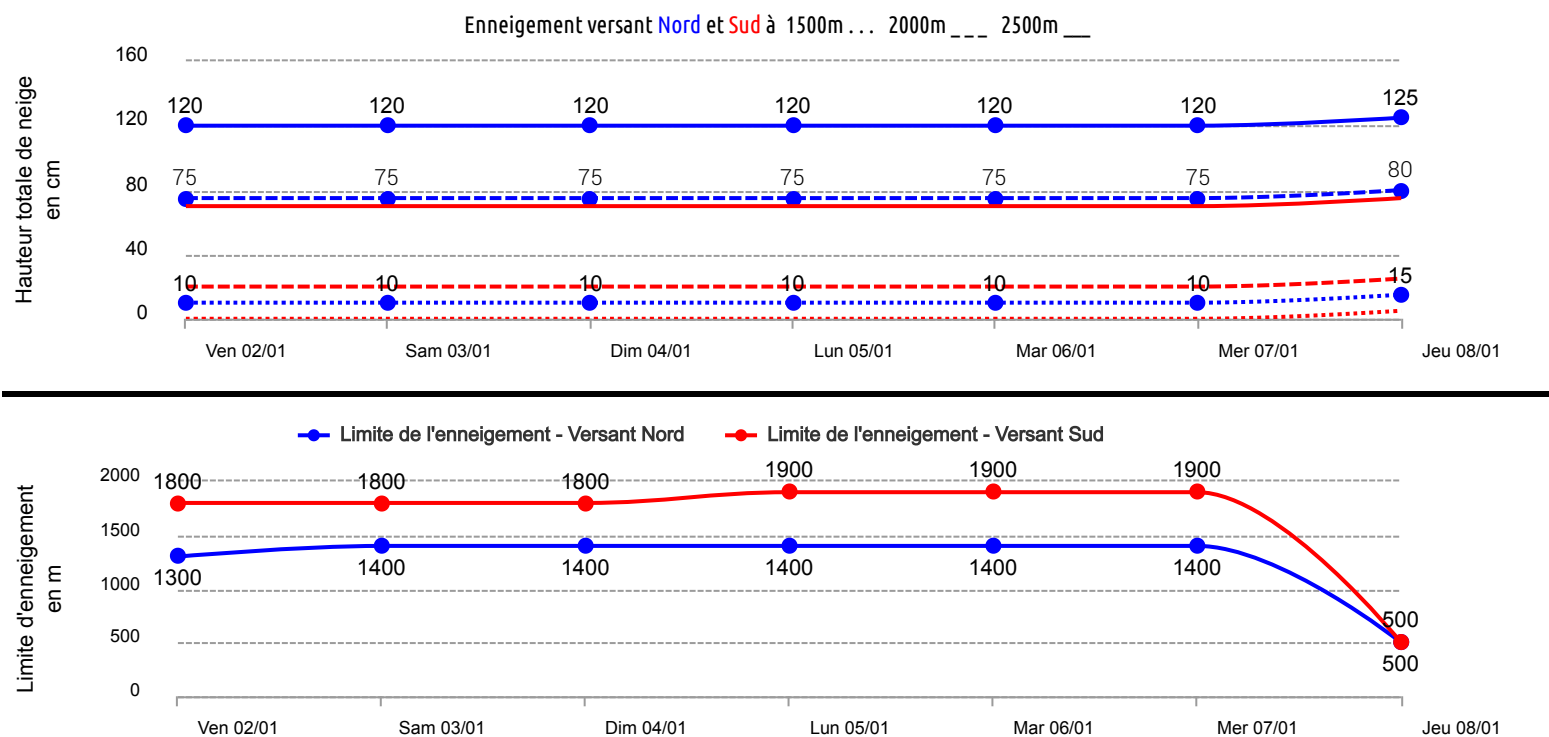 Enneigement versant Nord et Sud à 1500m . . . 2000m _ _ _ 2500m __
Hauteur totale de neige
en cm
160
120
80
40
0
120 120 120 120 120 120 125
75 75 75 75 75 75 80
10 10 10 10 10 10 15
Ven 02/01 Sam 03/01 Dim 04/01 Lun 05/01 Mar 06/01 Mer 07/01 Jeu 08/01
Limite de l'enneigement - Versant Nord Limite de l'enneigement - Versant Sud
Limite d'enneigement
en m
2000
1500
1000
500
0
1800 1800 1800 1900 1900 1900 500
1300 1400 1400 1400 1400 1400 500
Ven 02/01 Sam 03/01 Dim 04/01 Lun 05/01 Mar 06/01 Mer 07/01 Jeu 08/01